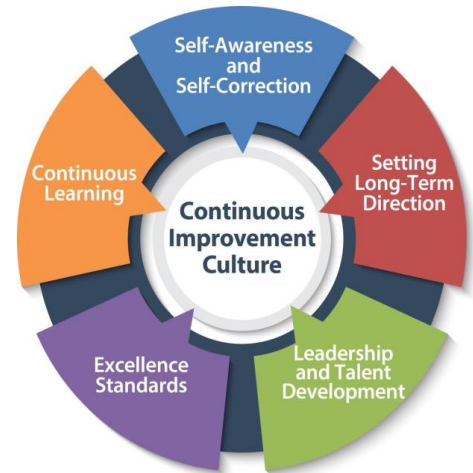 Self-Awareness
and
Self-Correction
Setting
Long-Term
Direction
Leadership
and Talent
Development
Excellence
Standards
Continuous
Learning
Continuous
Improvement
Culture